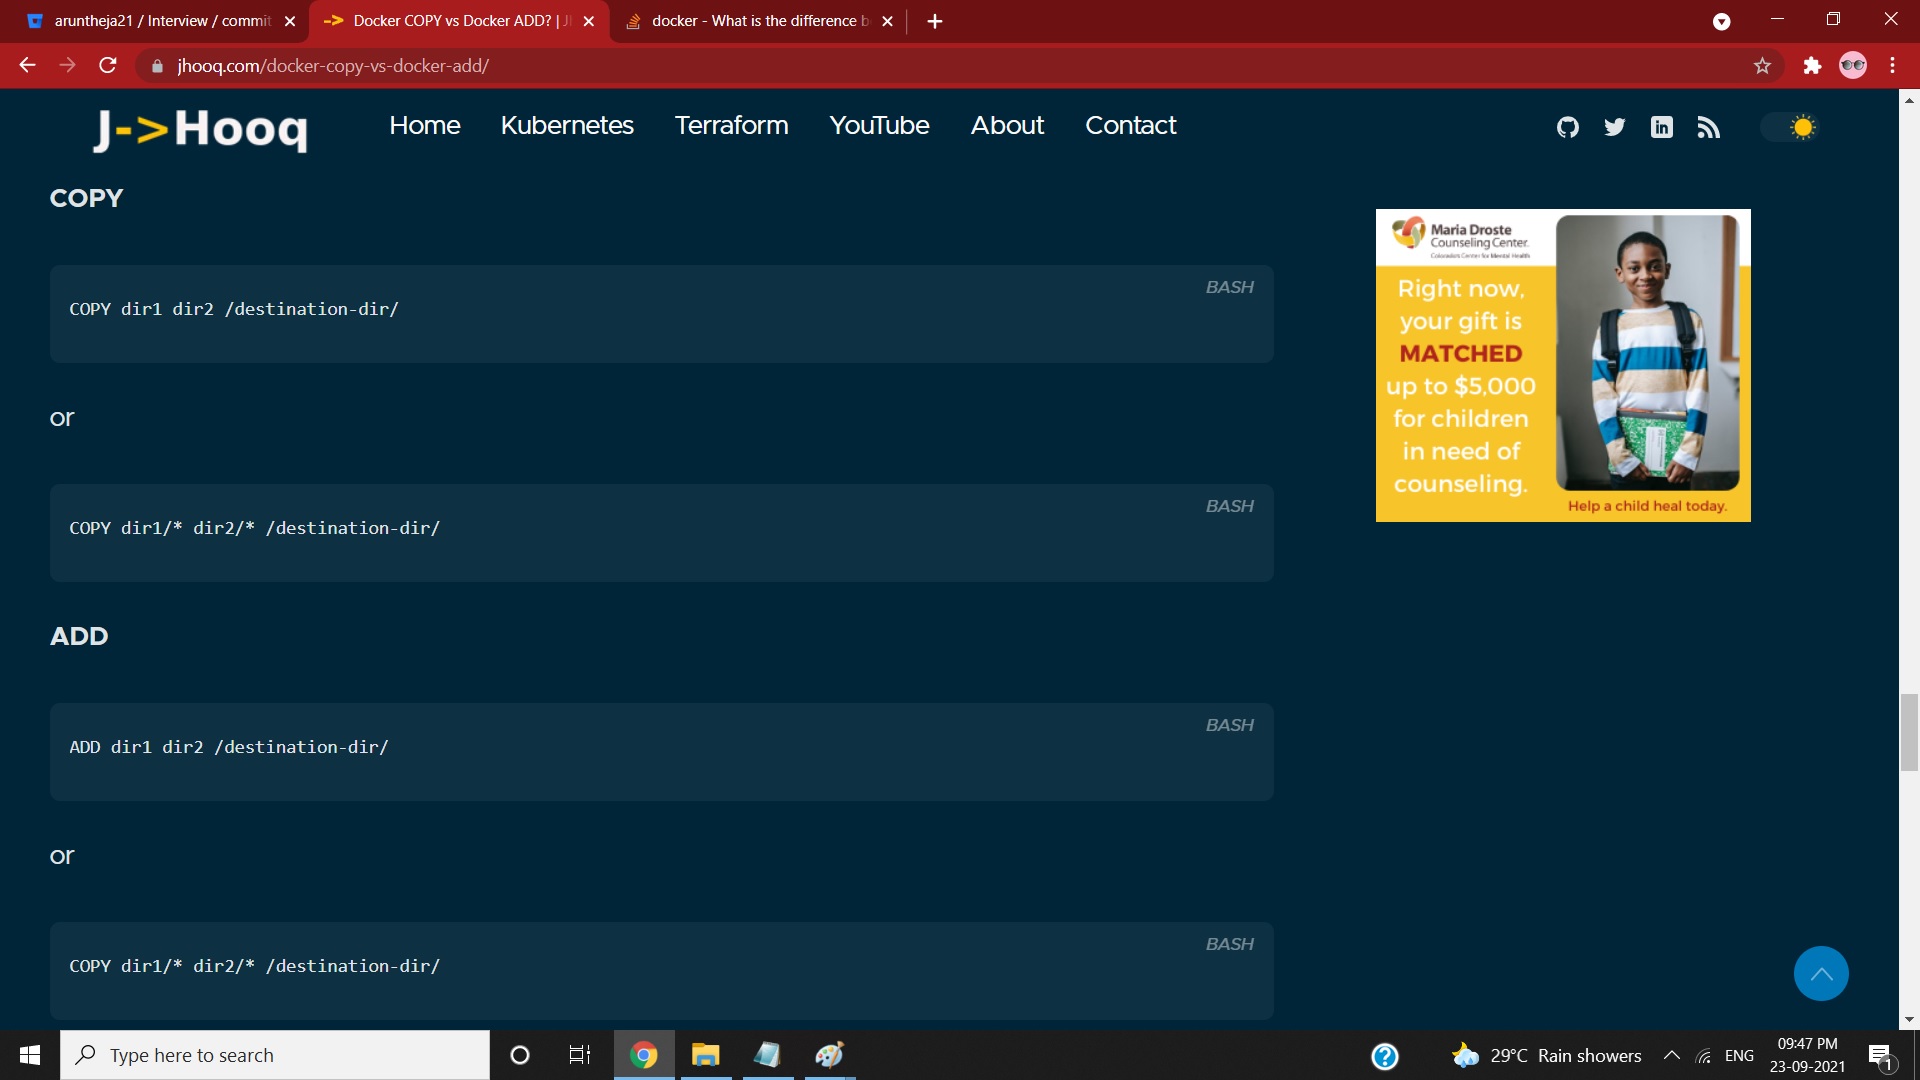 aruntheja21 / Interview / commit
Docker COPY vs Docker ADD? | J
docker - What is the difference b
jhooq.com/docker-copy-vs-docker-add/
J->Hooq
Home
Kubernetes
Terraform
YouTube
About
Contact
COPY
BASH
COPY dir1 dir2 /destination-dir/
or
BASH
COPY dir1/* dir2/* /destination-dir/
ADD
BASH
ADD dir1 dir2 /destination-dir/
or
BASH
COPY dir1/* dir2/* /destination-dir/
Maria Droste
Counseling Center.
Colorado's Center for Mental Health
Right now,
your gift is
MATCHED
up to $5,000
for children
in need of
counseling.
Help a child heal today.
Type here to search
29°C Rain showers
ENG
09:47 PM
23-09-2021
1